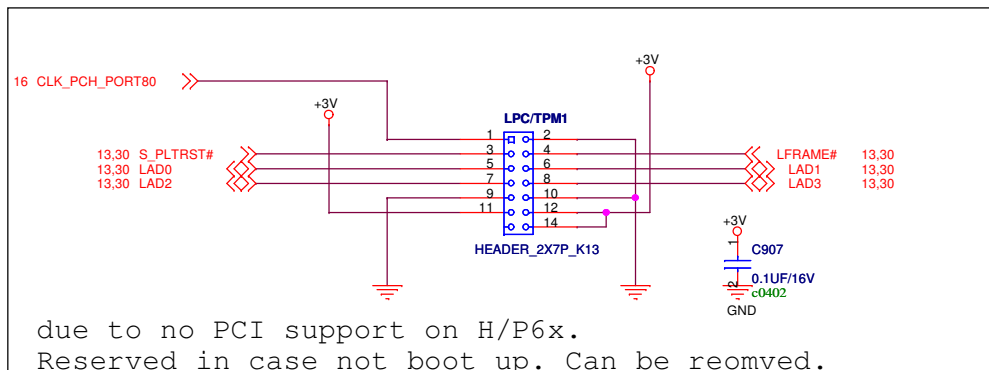 +3V
16 CLK_PCH_PORT80
+3V
LPC/TPM1
1 2
13,30 S_PLTRST# 3 4 LFRAME# 13,30
13,30 LAD0 5 6 LAD1 13,30
13,30 LAD2 7 8 LAD3 13,30
9 10
11 12
14
+3V
HEADER_2X7P_K13
1
C907
0.1UF/16V
2
c0402
GND
due to no PCI support on H/P6x.
Reserved in case not boot up. Can be reomved.